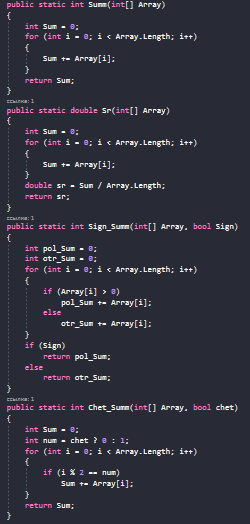 public static int Summ(int[] Array)
{
    int Sum = 0;
    for (int i = 0; i < Array.Length; i++)
    {
        Sum += Array[i];
    }
    return Sum;
}
ссылка: 1
public static double Sr(int[] Array)
{
    int Sum = 0;
    for (int i = 0; i < Array.Length; i++)
    {
        Sum += Array[i];
    }
    double sr = Sum / Array.Length;
    return sr;
}
ссылка: 1
public static int Sign_Summ(int[] Array, bool Sign)
{
    int pol_Sum = 0;
    int otr_Sum = 0;
    for (int i = 0; i < Array.Length; i++)
    {
        if (Array[i] > 0)
            pol_Sum += Array[i];
        else
            otr_Sum += Array[i];
    }
    if (Sign)
        return pol_Sum;
    else
        return otr_Sum;
}
ссылка: 1
public static int Chet_Summ(int[] Array, bool chet)
{
    int Sum = 0;
    int num = chet ? 0 : 1;
    for (int i = 0; i < Array.Length; i++)
    {
        if (i % 2 == num)
            Sum += Array[i];
    }
    return Sum;
}